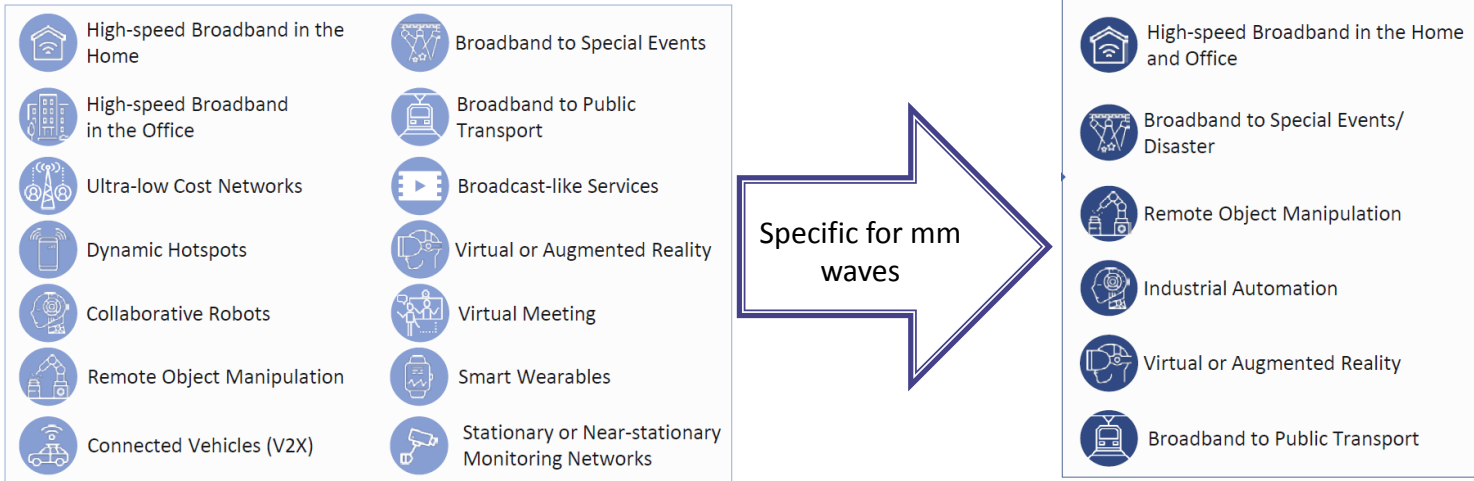 High-speed Broadband in the
Home
High-speed Broadband
in the Office
Ultra-low Cost Networks
Dynamic Hotspots
Collaborative Robots
Remote Object Manipulation
Connected Vehicles (V2X)
Broadband to Special Events
Broadband to Public
Transport
Broadcast-like Services
Virtual or Augmented Reality
Virtual Meeting
Smart Wearables
Stationary or Near-stationary
Monitoring Networks
Specific for mm
waves
High-speed Broadband in the Home
and Office
Broadband to Special Events/
Disaster
Remote Object Manipulation
Industrial Automation
Virtual or Augmented Reality
Broadband to Public Transport